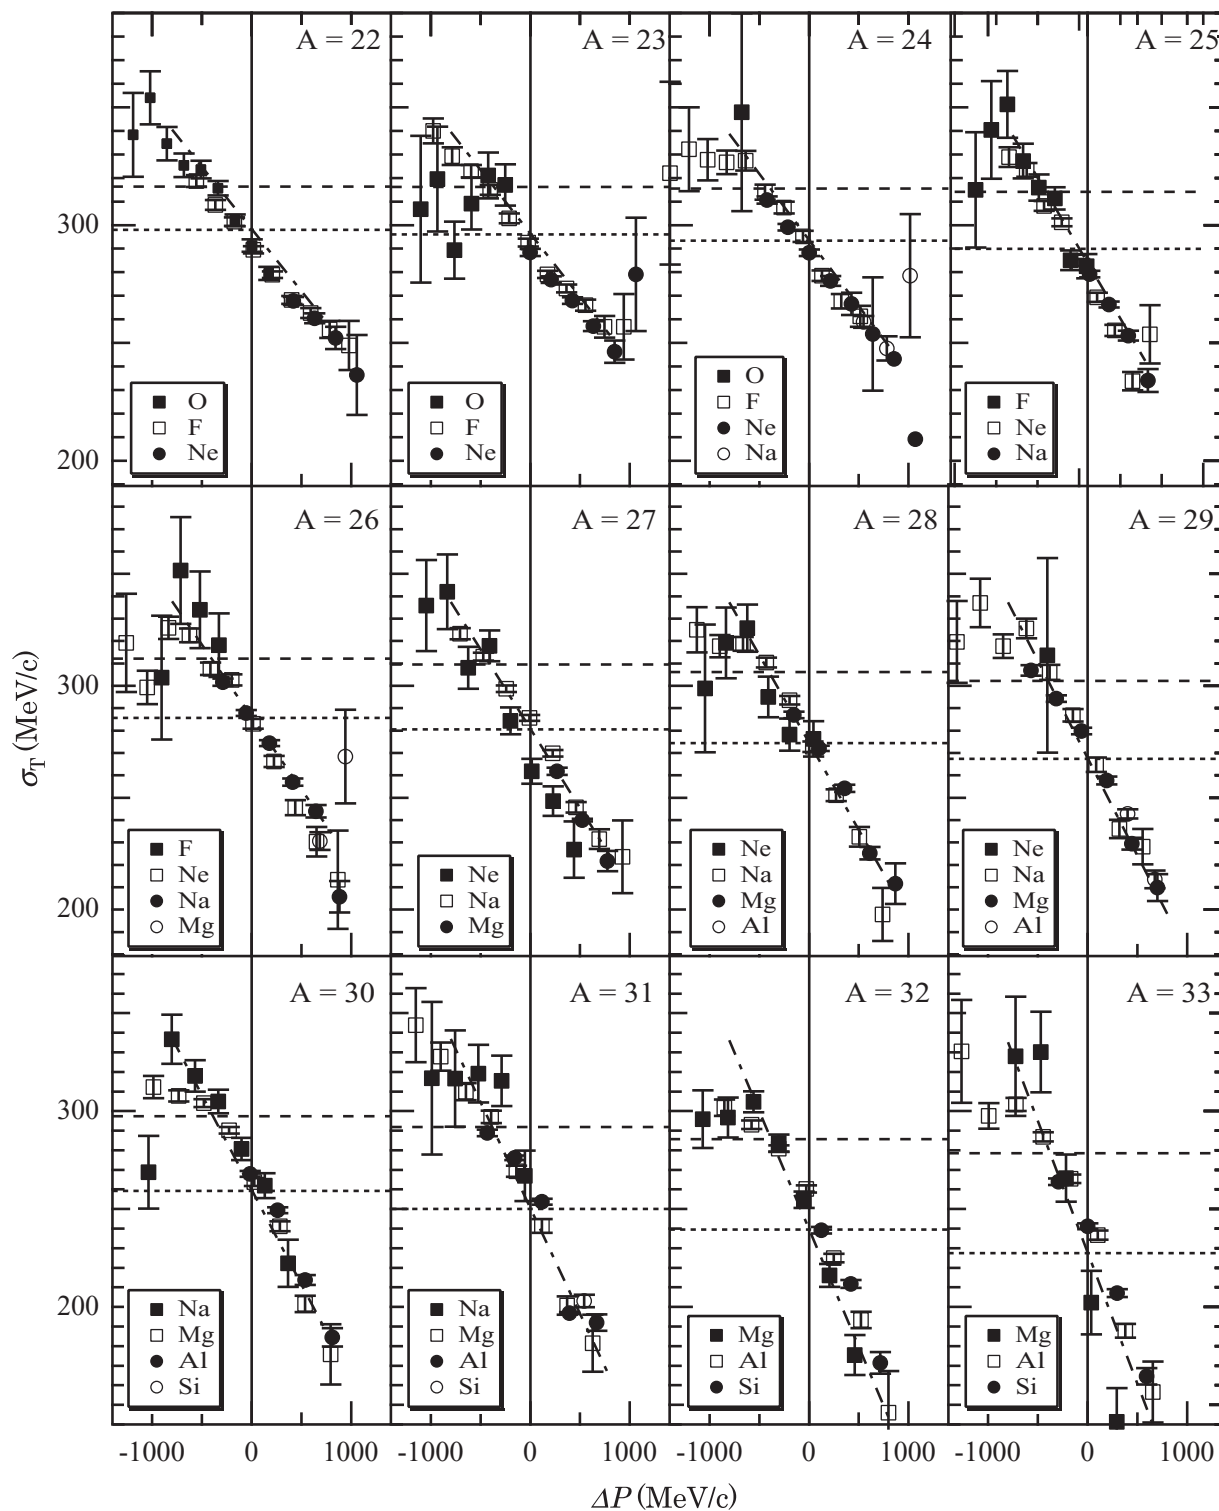 A = 22
A = 23
A = 24
A = 25
300
200
O
F
Ne
O
F
Ne
O
F
Ne
Na
F
Ne
Na
A = 26
A = 27
A = 28
A = 29
σT (MeV/c)
300
200
F
Ne
Na
Mg
Ne
Na
Mg
Ne
Na
Mg
Al
Ne
Na
Mg
Al
A = 30
A = 31
A = 32
A = 33
300
200
Na
Mg
Al
Si
Na
Mg
Al
Si
Mg
Al
Si
Mg
Al
Si
-1000 0 1000 -1000 0 1000 -1000 0 1000 -1000 0 1000
ΔP (MeV/c)